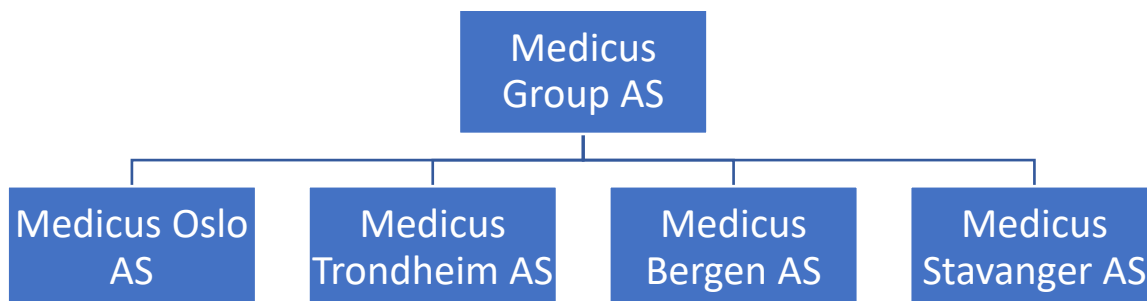 Medicus
Group AS
Medicus Oslo
AS
Medicus
Trondheim AS
Medicus
Bergen AS
Medicus
Stavanger AS